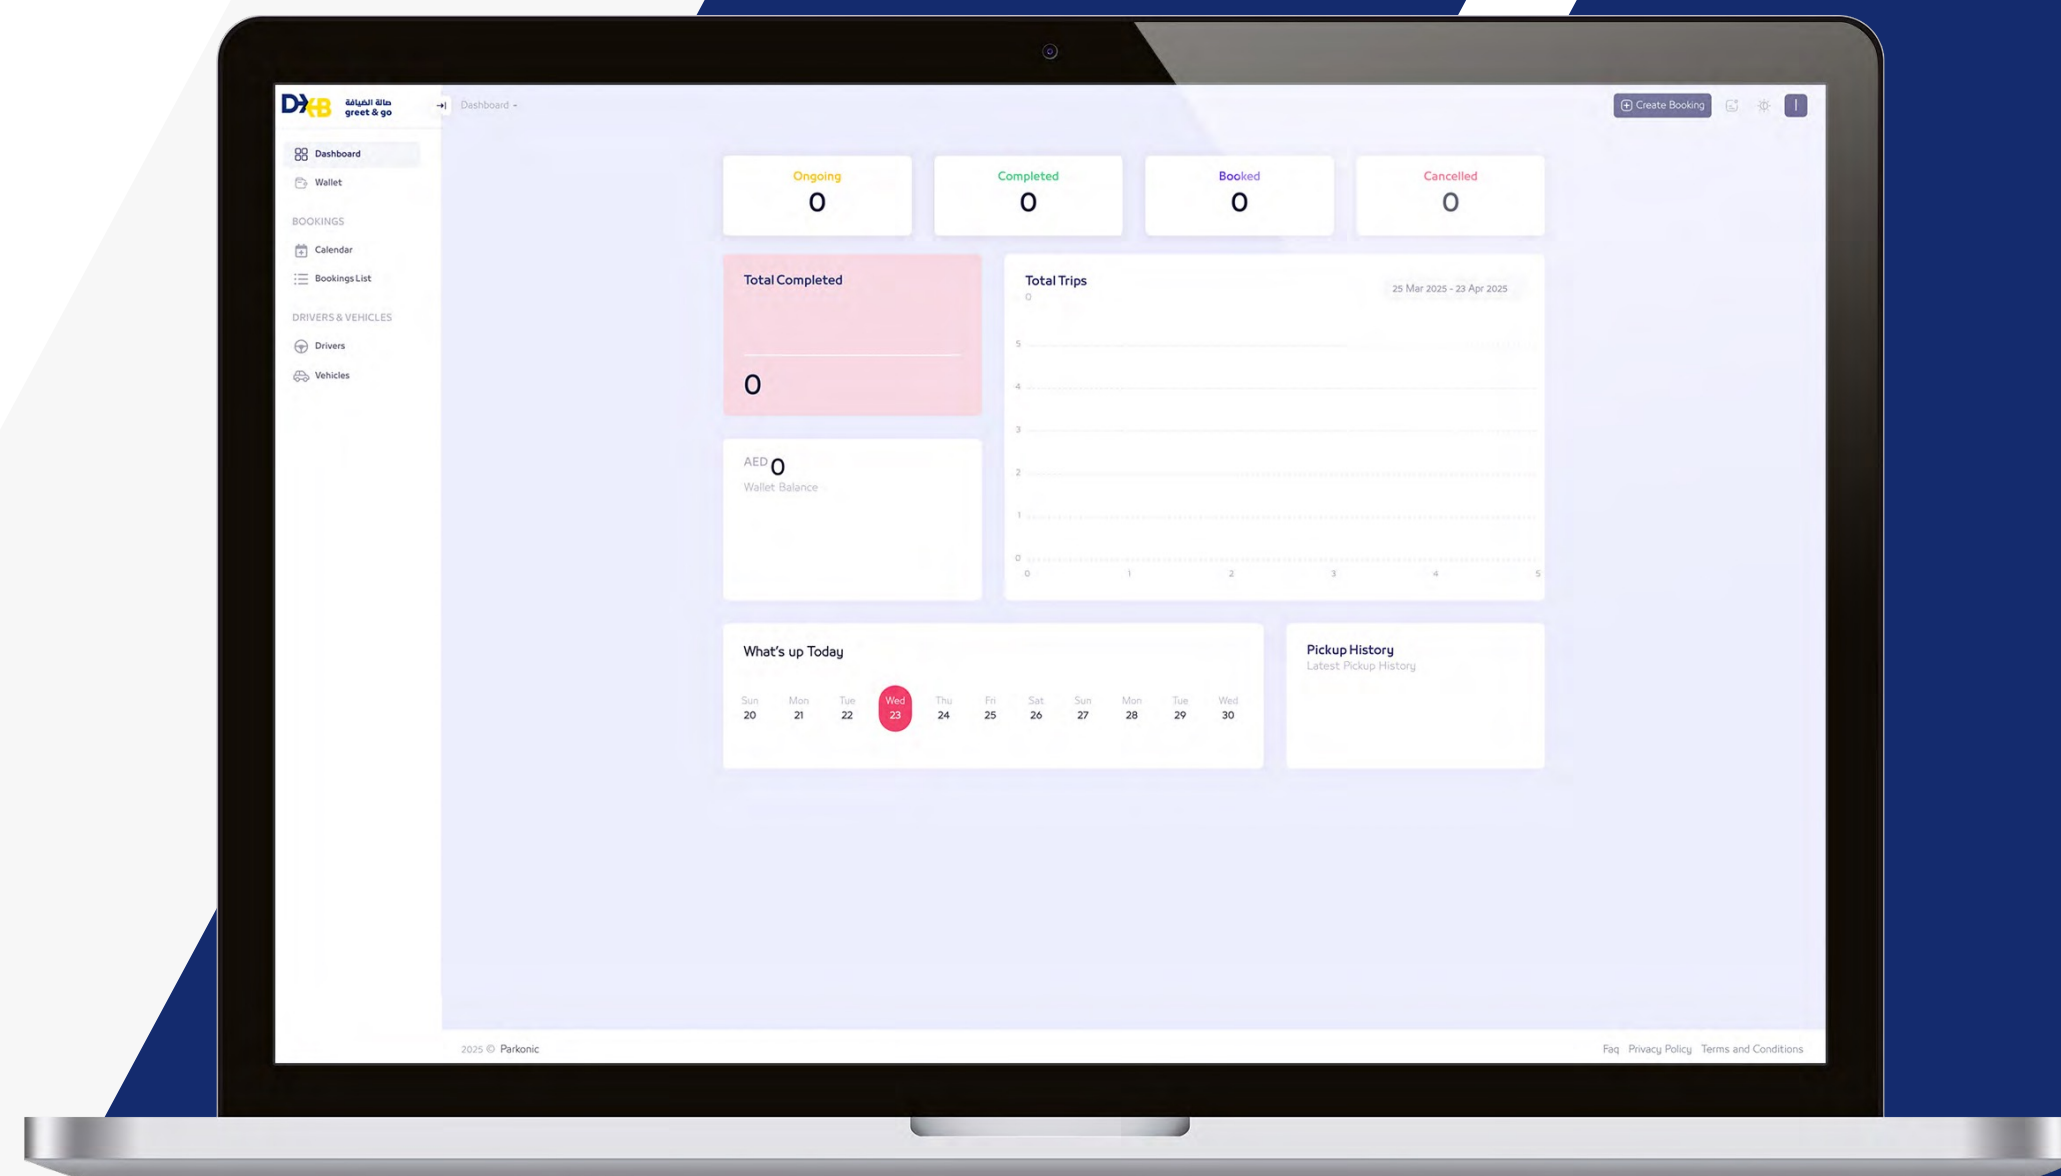 DXB
صالة الضيافة
greet & go
Dashboard
Create Booking
Dashboard
Wallet
BOOKINGS
Calendar
Bookings List
DRIVERS & VEHICLES
Drivers
Vehicles
Ongoing
0
Completed
0
Booked
0
Cancelled
0
Total Completed
0
Total Trips
0
25 Mar 2025 - 23 Apr 2025
5
4
3
2
1
0
0 1 2 3 4 5
AED 0
Wallet Balance
What's up Today
Sun Mon Tue Wed Thu Fri Sat Sun Mon Tue Wed
20 21 22 23 24 25 26 27 28 29 30
Pickup History
Latest Pickup History
2025 © Parkonic
Faq Privacy Policy Terms and Conditions